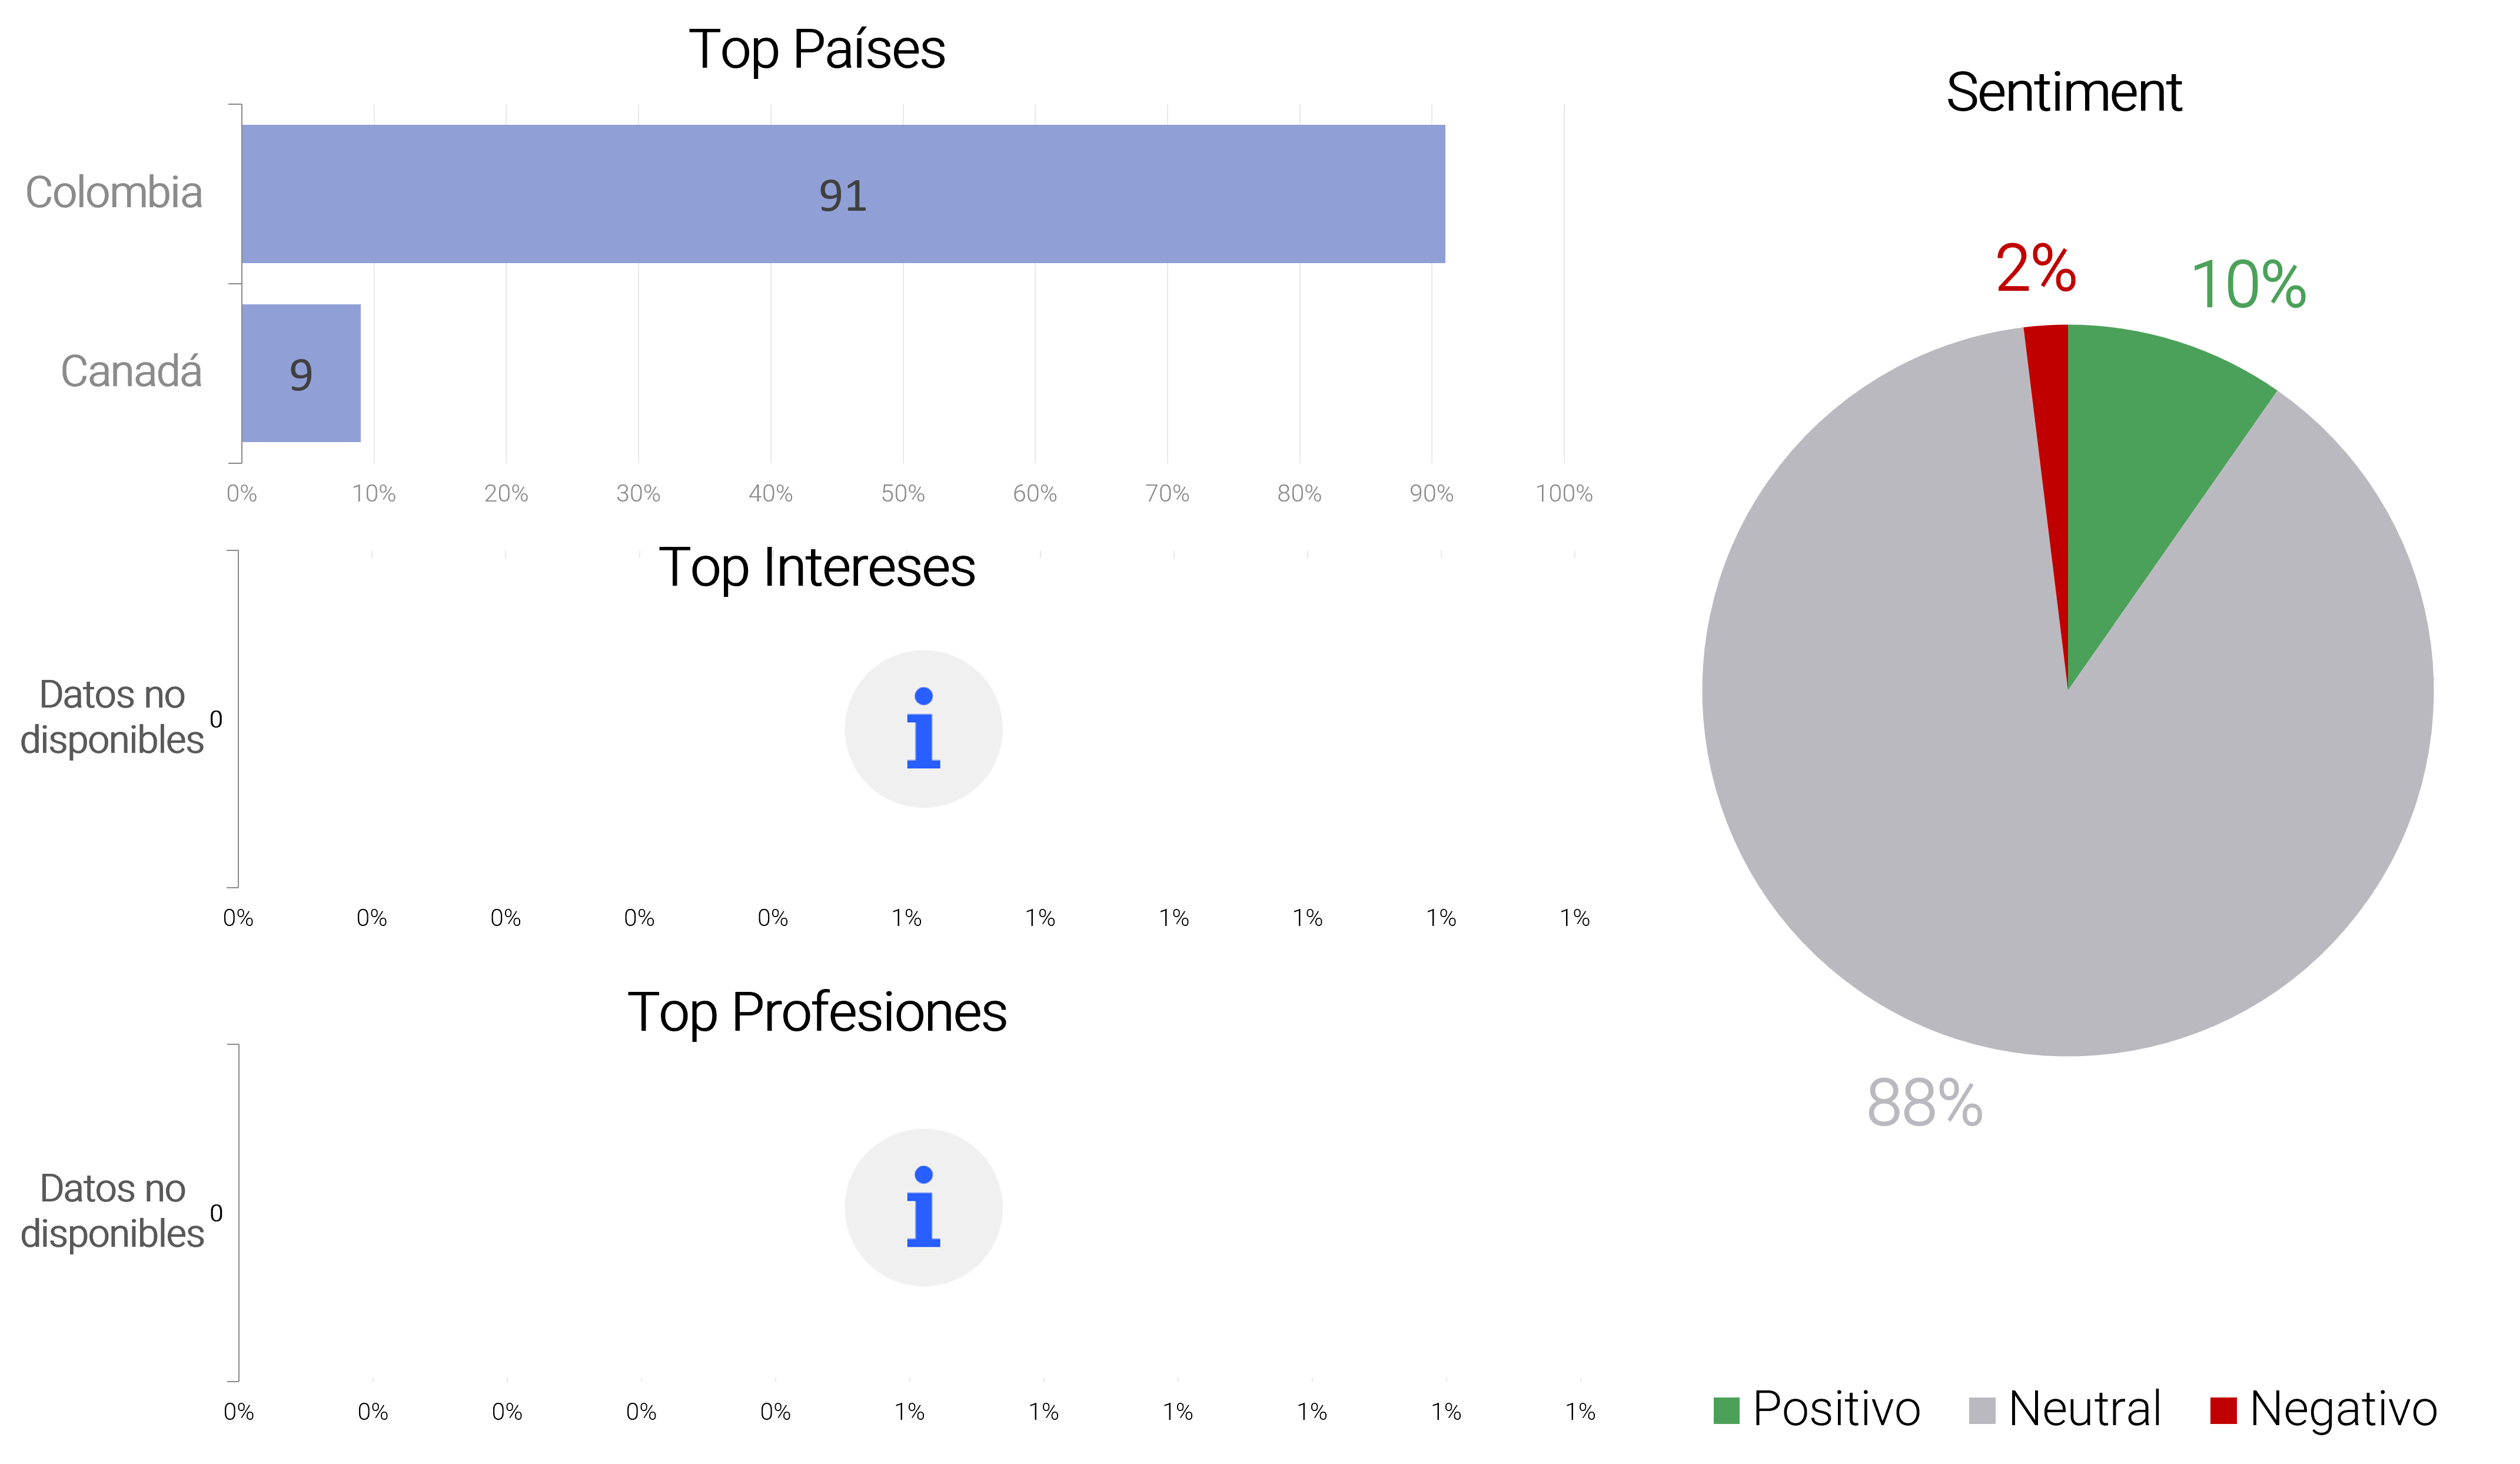 Top Países
Colombia
91
Canadá
9
0% 10% 20% 30% 40% 50% 60% 70% 80% 90% 100%
Top Intereses
Datos no
disponibles
0
i
0% 0% 0% 0% 0% 1% 1% 1% 1% 1% 1%
Top Profesiones
Datos no
disponibles
0
i
0% 0% 0% 0% 0% 1% 1% 1% 1% 1% 1%
Sentiment
2%
10%
88%
Positivo Neutral Negativo